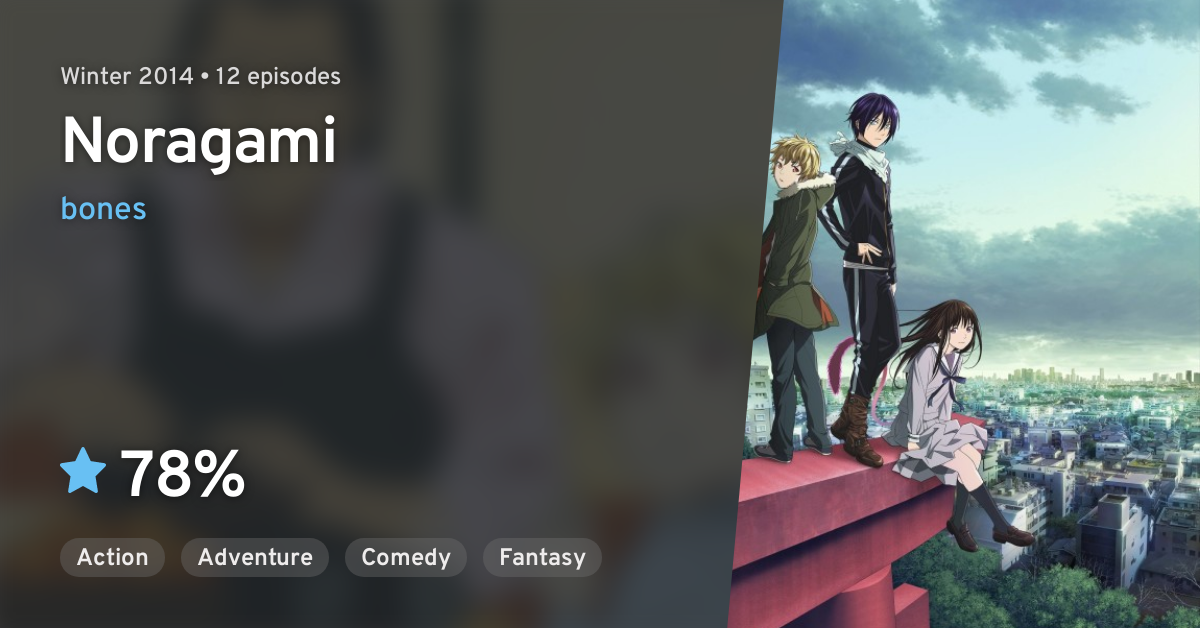 Winter 2014 • 12 episodes
Noragami
bones
78%
Action Adventure Comedy Fantasy